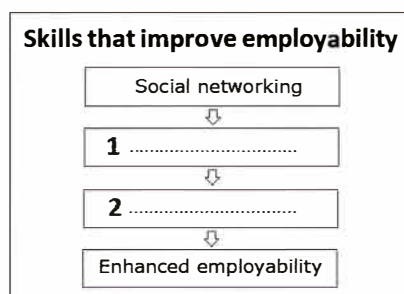 Skills that improve employability
Social networking
1 ....................................
2 ....................................
Enhanced employability